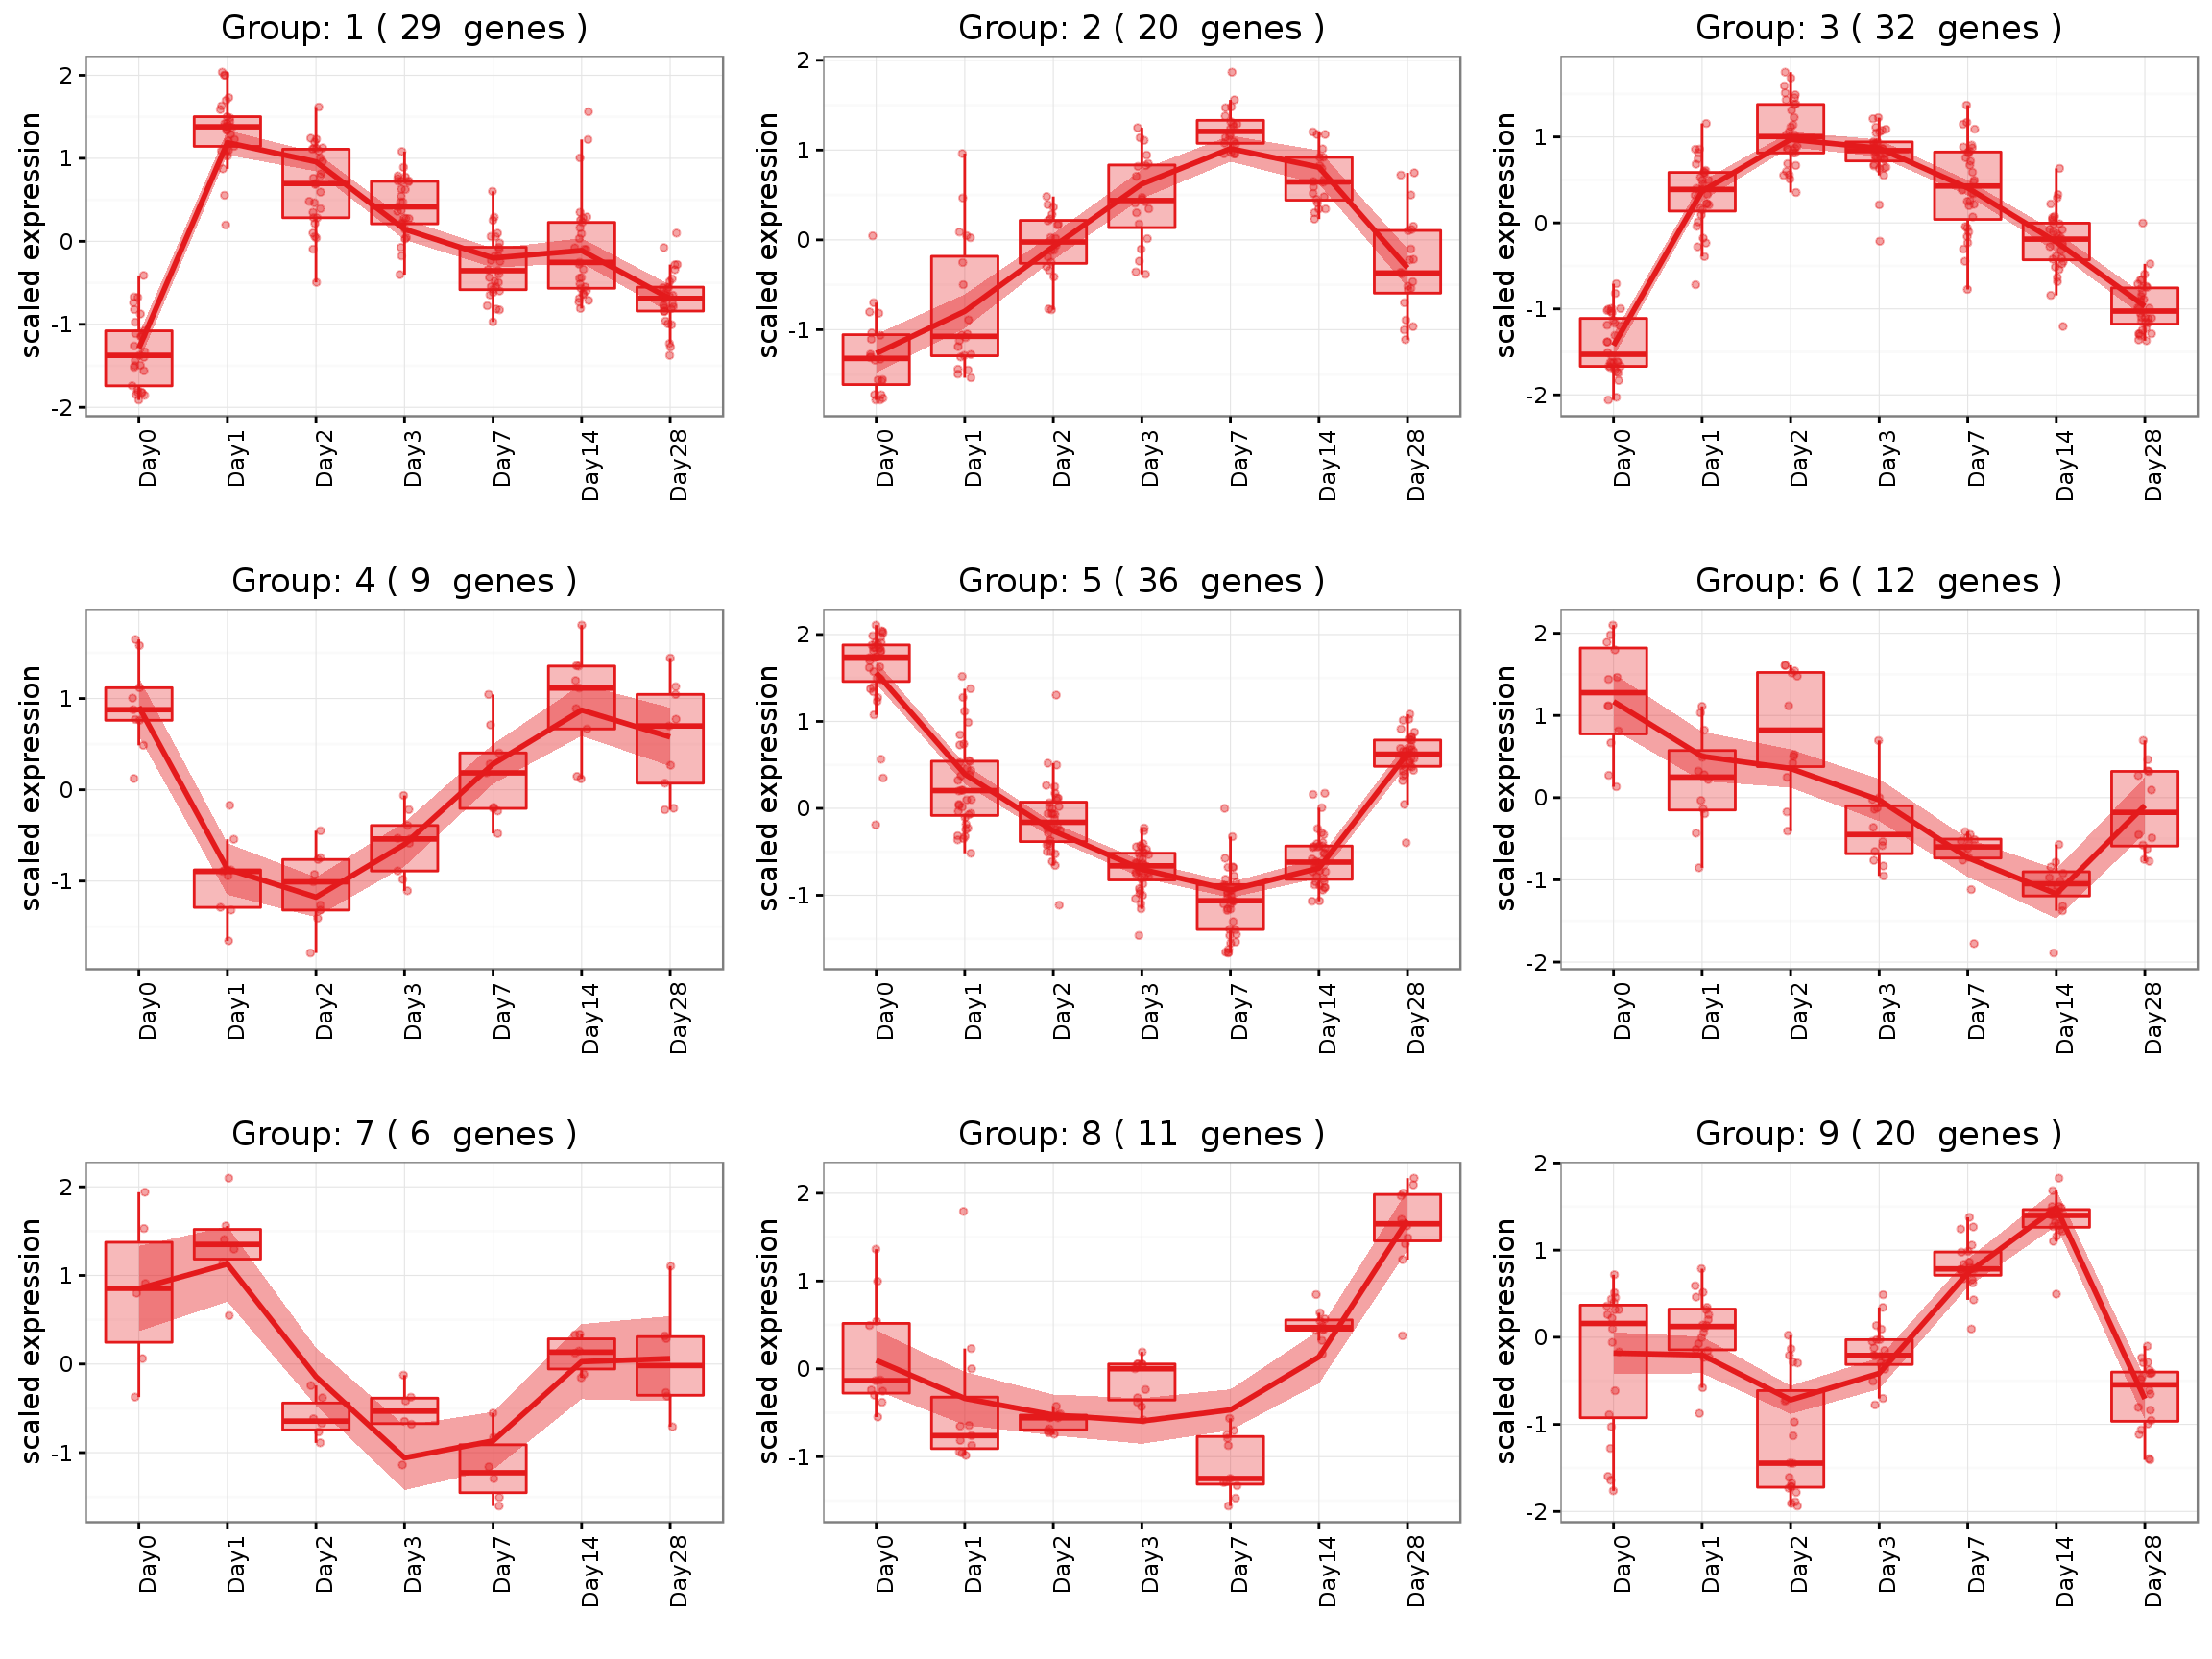 Group: 1 ( 29  genes )
scaled expression
2
1
0
-1
-2
Day0
Day1
Day2
Day3
Day7
Day14
Day28
Group: 2 ( 20  genes )
scaled expression
2
1
0
-1
Day0
Day1
Day2
Day3
Day7
Day14
Day28
Group: 3 ( 32  genes )
scaled expression
1
0
-1
-2
Day0
Day1
Day2
Day3
Day7
Day14
Day28
Group: 4 ( 9  genes )
scaled expression
1
0
-1
Day0
Day1
Day2
Day3
Day7
Day14
Day28
Group: 5 ( 36  genes )
scaled expression
2
1
0
-1
Day0
Day1
Day2
Day3
Day7
Day14
Day28
Group: 6 ( 12  genes )
scaled expression
2
1
0
-1
-2
Day0
Day1
Day2
Day3
Day7
Day14
Day28
Group: 7 ( 6  genes )
scaled expression
2
1
0
-1
Day0
Day1
Day2
Day3
Day7
Day14
Day28
Group: 8 ( 11  genes )
scaled expression
2
1
0
-1
Day0
Day1
Day2
Day3
Day7
Day14
Day28
Group: 9 ( 20  genes )
scaled expression
2
1
0
-1
-2
Day0
Day1
Day2
Day3
Day7
Day14
Day28